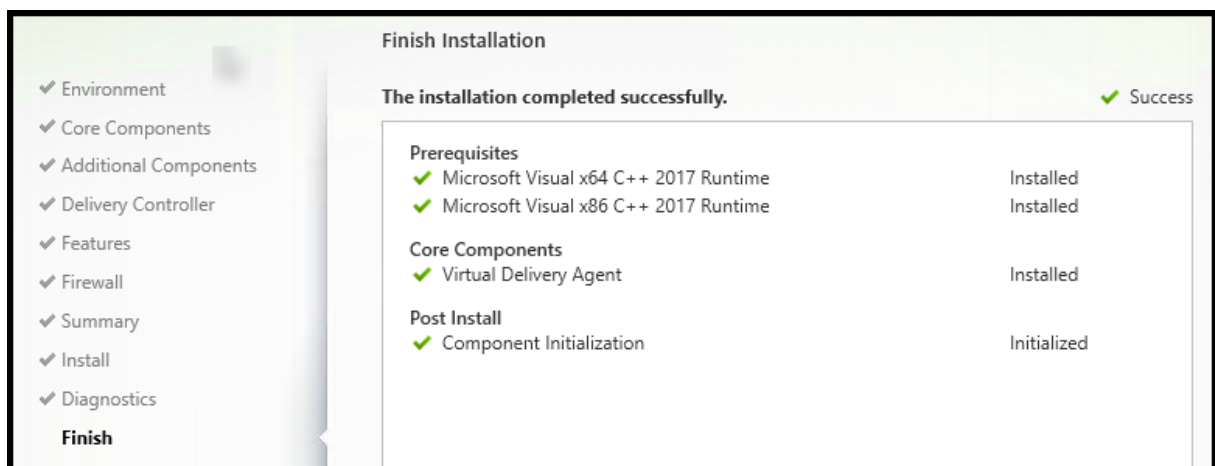 Environment
Core Components
Additional Components
Delivery Controller
Features
Firewall
Summary
Install
Diagnostics
Finish
Finish Installation
The installation completed successfully. Success
Prerequisites
Microsoft Visual x64 C++ 2017 Runtime Installed
Microsoft Visual x86 C++ 2017 Runtime Installed
Core Components
Virtual Delivery Agent Installed
Post Install
Component Initialization Initialized